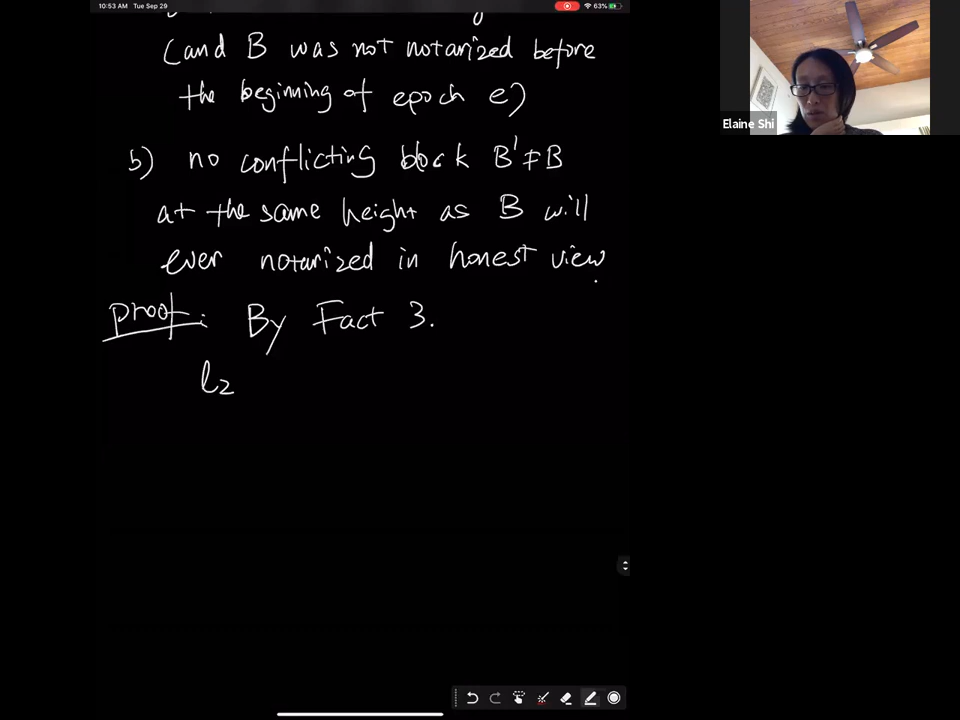 10:53 AM Tue Sep 29
63%
(and B was not notarized before
the beginning of epoch e)
Elaine Shi
b) no conflicting block B' ≠ B
at the same height as B will
ever notarized in honest view.
Proof: By Fact 3.
l2